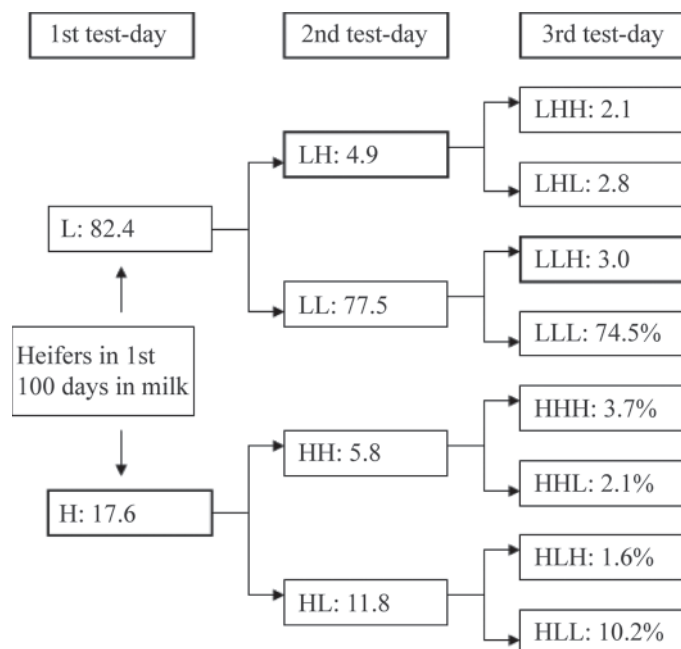 1st test-day
2nd test-day
3rd test-day
LHH: 2.1
LH: 4.9
LHL: 2.8
L: 82.4
LLH: 3.0
LL: 77.5
LLL: 74.5%
Heifers in 1st
100 days in milk
HHH: 3.7%
HH: 5.8
HHL: 2.1%
H: 17.6
HLH: 1.6%
HL: 11.8
HLL: 10.2%